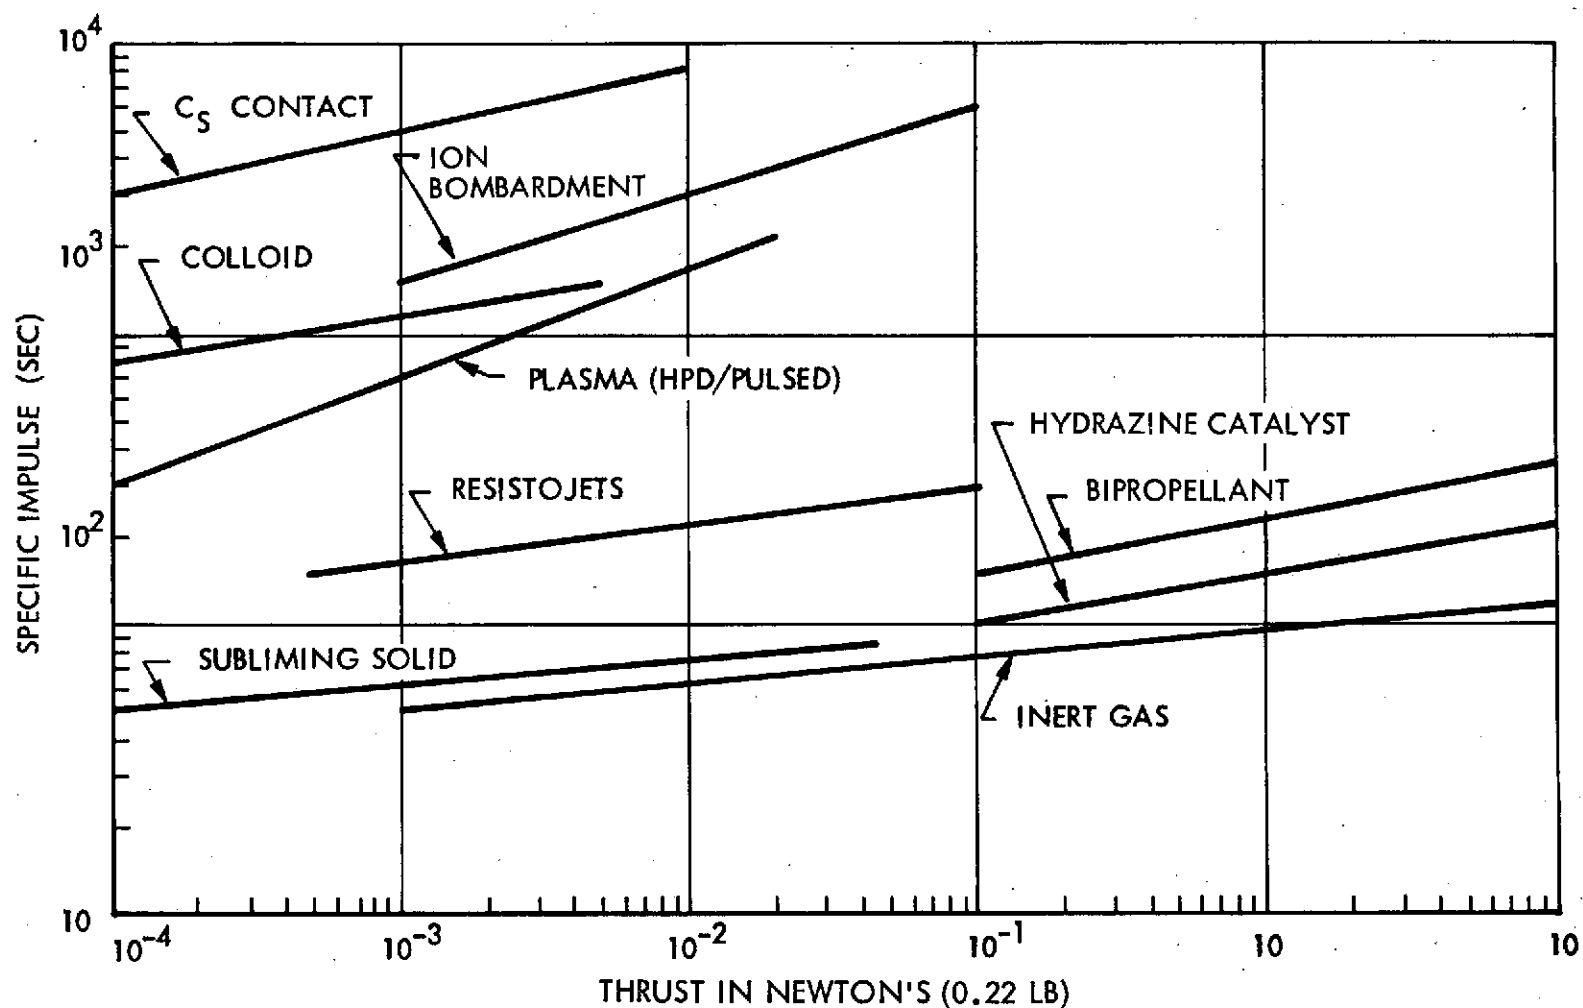 10^4
C_S CONTACT
ION
BOMBARDMENT
10^3
COLLOID
SPECIFIC IMPULSE (SEC)
PLASMA (HPD/PULSED)
HYDRAZINE CATALYST
RESISTOJETS
BIPROPELLANT
10^2
SUBLIMING SOLID
INERT GAS
10
10^-4
10^-3
10^-2
10^-1
10
10
THRUST IN NEWTON'S (0.22 LB)